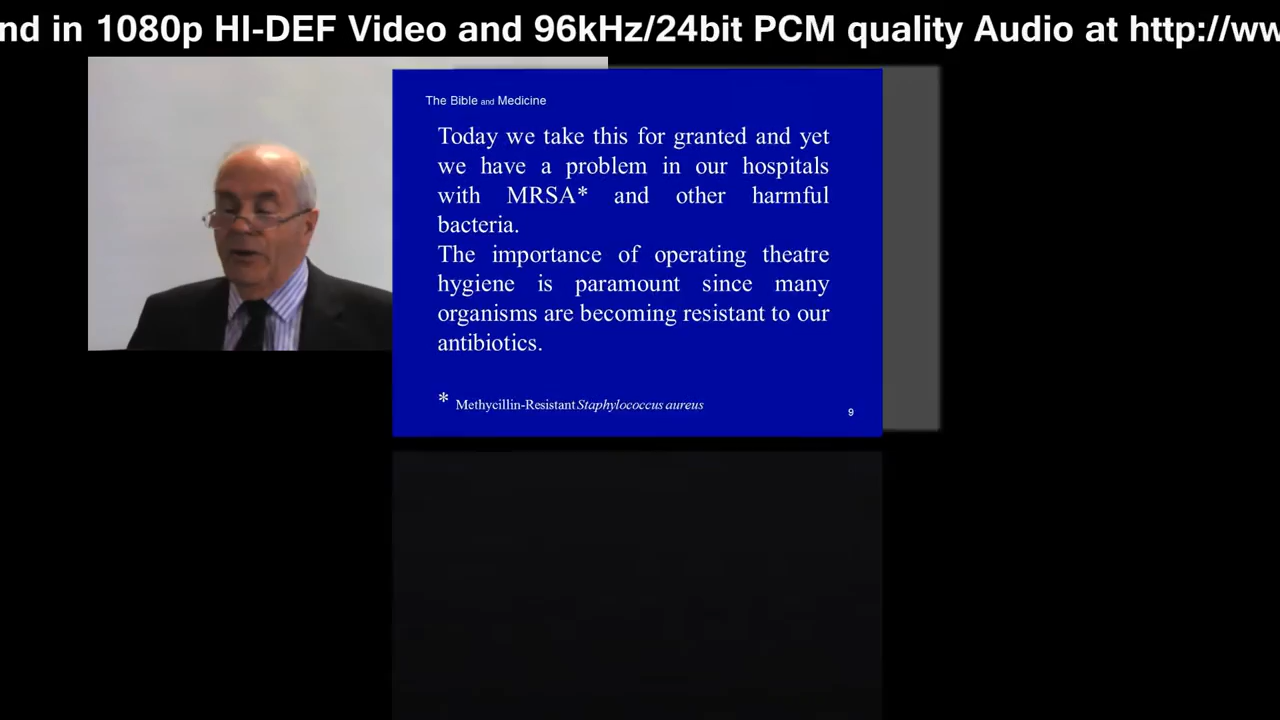 nd in 1080p HI-DEF Video and 96kHz/24bit PCM quality Audio at http://ww
The Bible and Medicine
Today we take this for granted and yet
we have a problem in our hospitals
with MRSA* and other harmful
bacteria.
The importance of operating theatre
hygiene is paramount since many
organisms are becoming resistant to our
antibiotics.
* Methycillin-Resistant Staphylococcus aureus
9